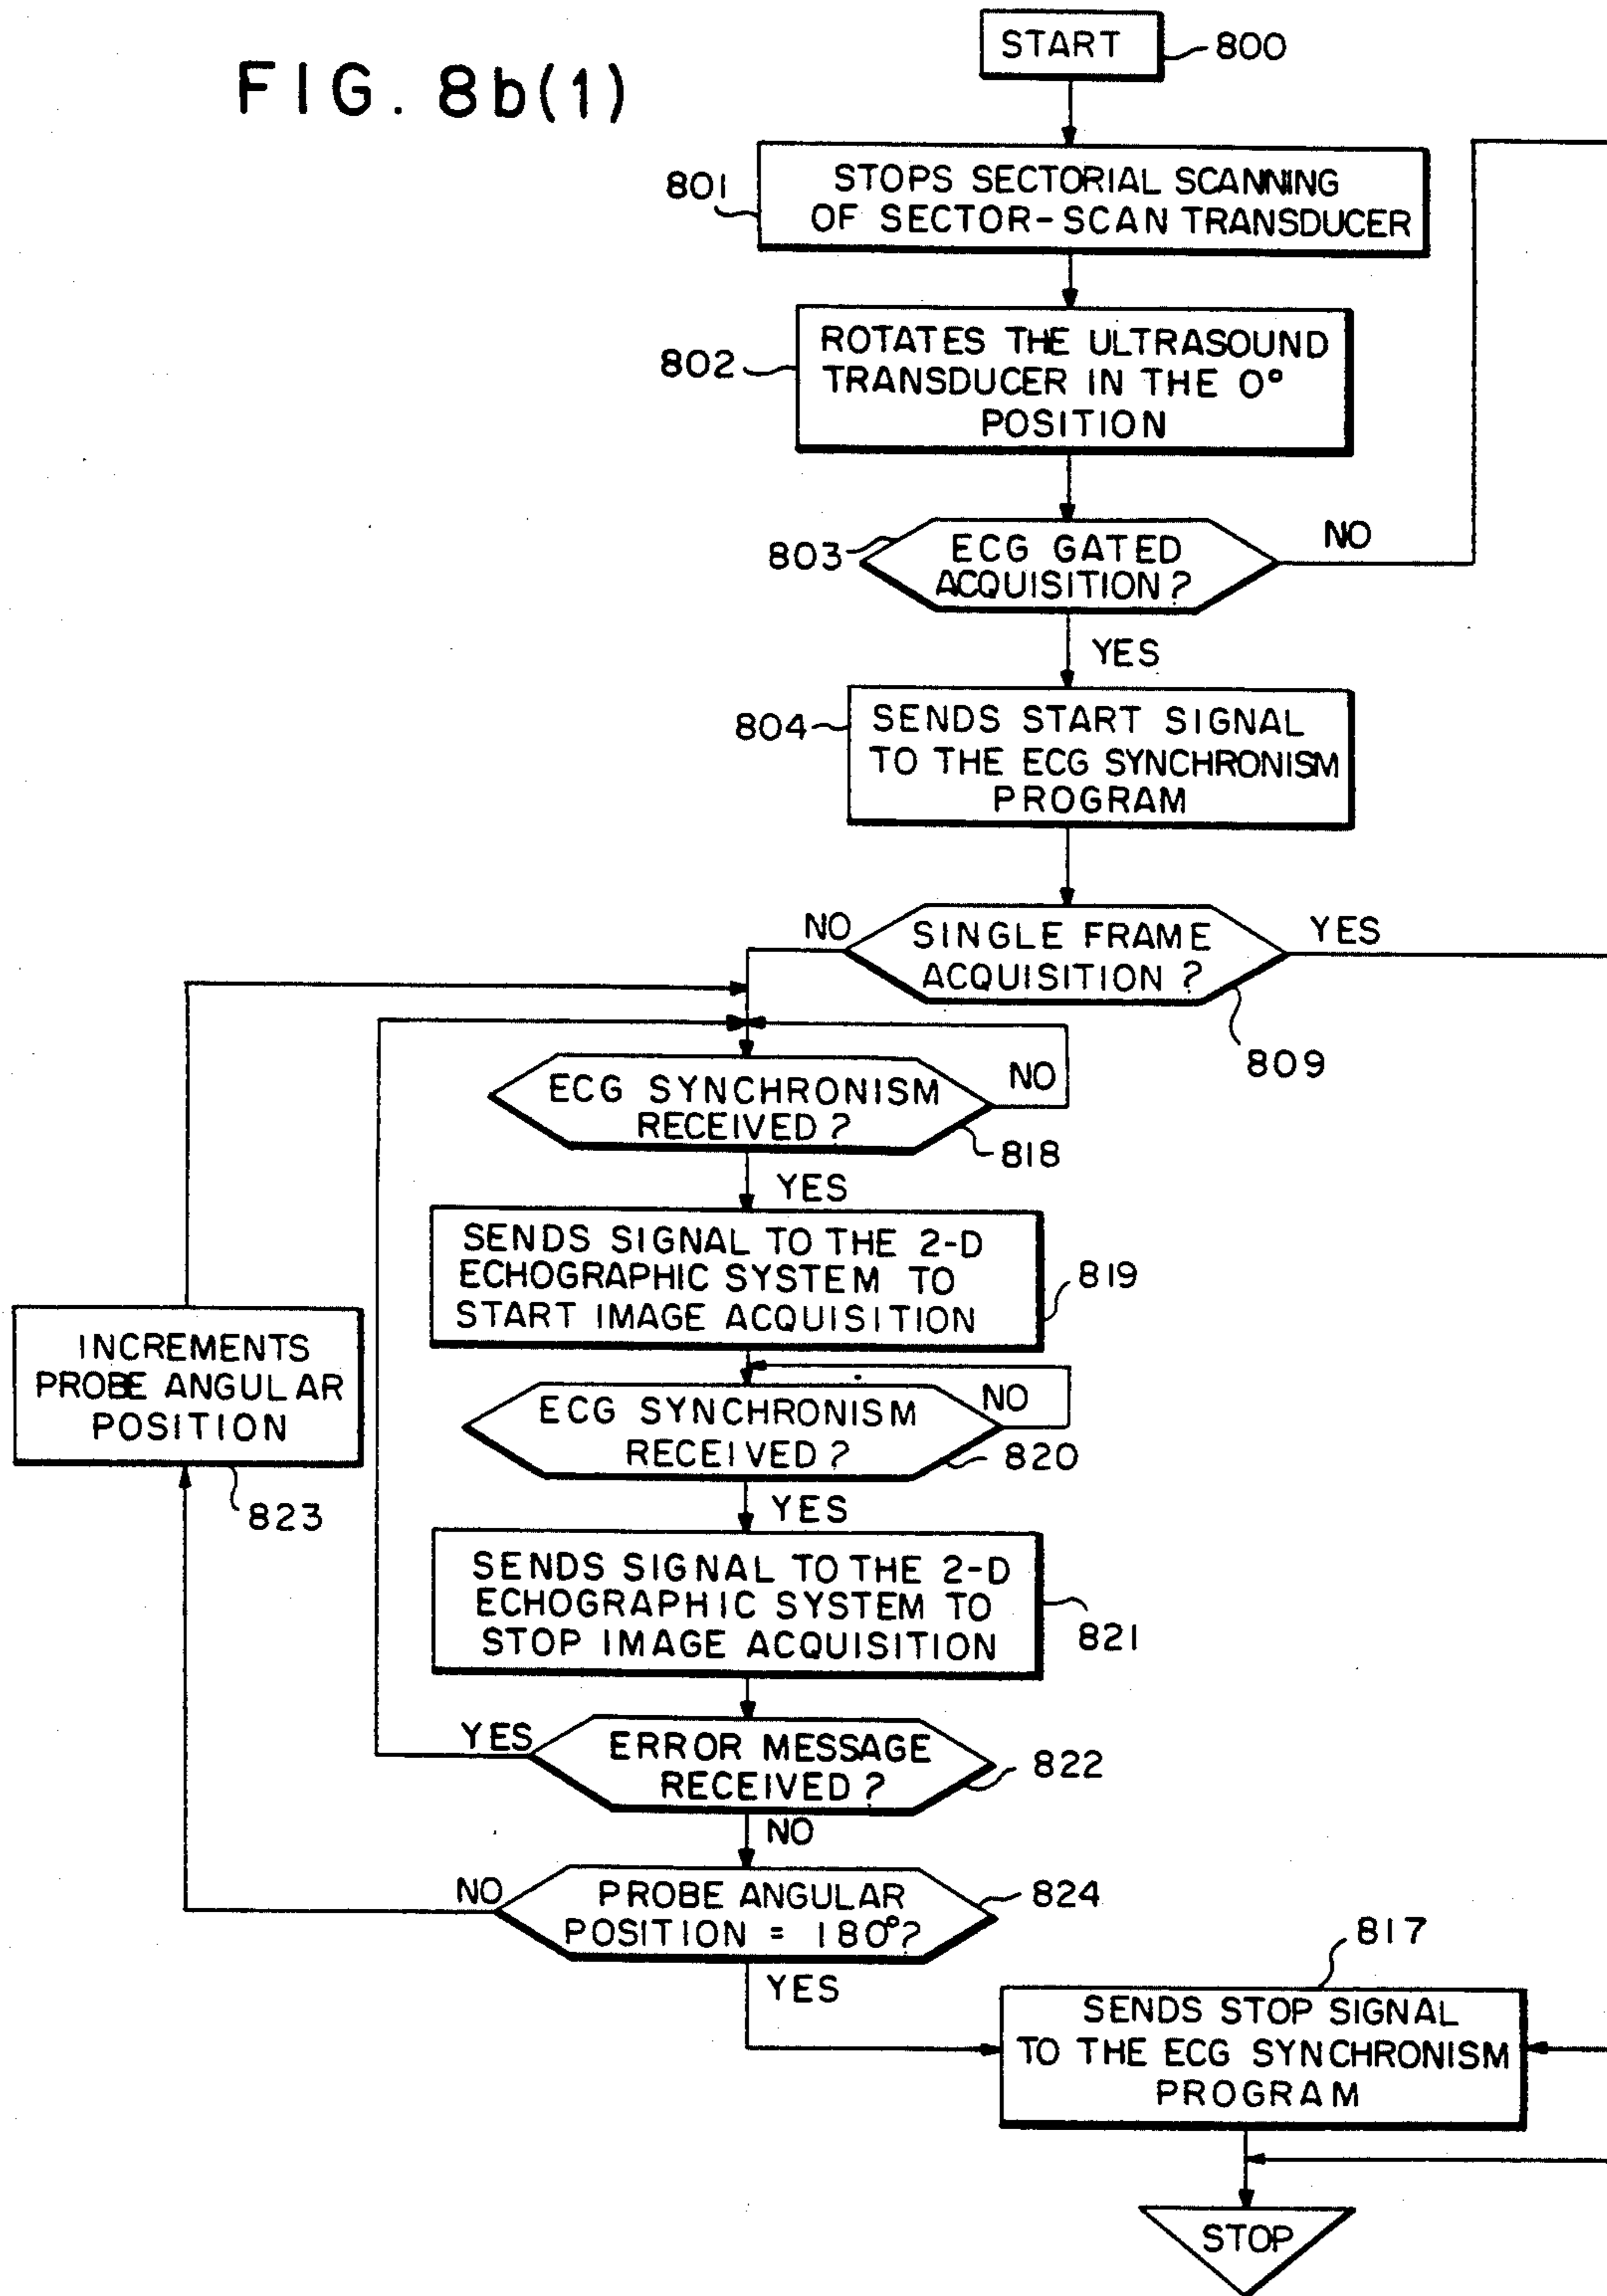 FIG. 8b(1)
START
800
801
STOPS SECTORIAL SCANNING
OF SECTOR-SCAN TRANSDUCER
802
ROTATES THE ULTRASOUND
TRANSDUCER IN THE 0°
POSITION
803
ECG GATED
ACQUISITION?
NO
YES
804
SENDS START SIGNAL
TO THE ECG SYNCHRONISM
PROGRAM
NO
SINGLE FRAME
ACQUISITION?
YES
809
ECG SYNCHRONISM
RECEIVED?
NO
818
YES
SENDS SIGNAL TO THE 2-D
ECHOGRAPHIC SYSTEM TO
START IMAGE ACQUISITION
819
INCREMENTS
PROBE ANGULAR
POSITION
823
ECG SYNCHRONISM
RECEIVED?
NO
820
YES
SENDS SIGNAL TO THE 2-D
ECHOGRAPHIC SYSTEM TO
STOP IMAGE ACQUISITION
821
YES
ERROR MESSAGE
RECEIVED?
822
NO
NO
PROBE ANGULAR
POSITION = 180°?
824
YES
817
SENDS STOP SIGNAL
TO THE ECG SYNCHRONISM
PROGRAM
STOP